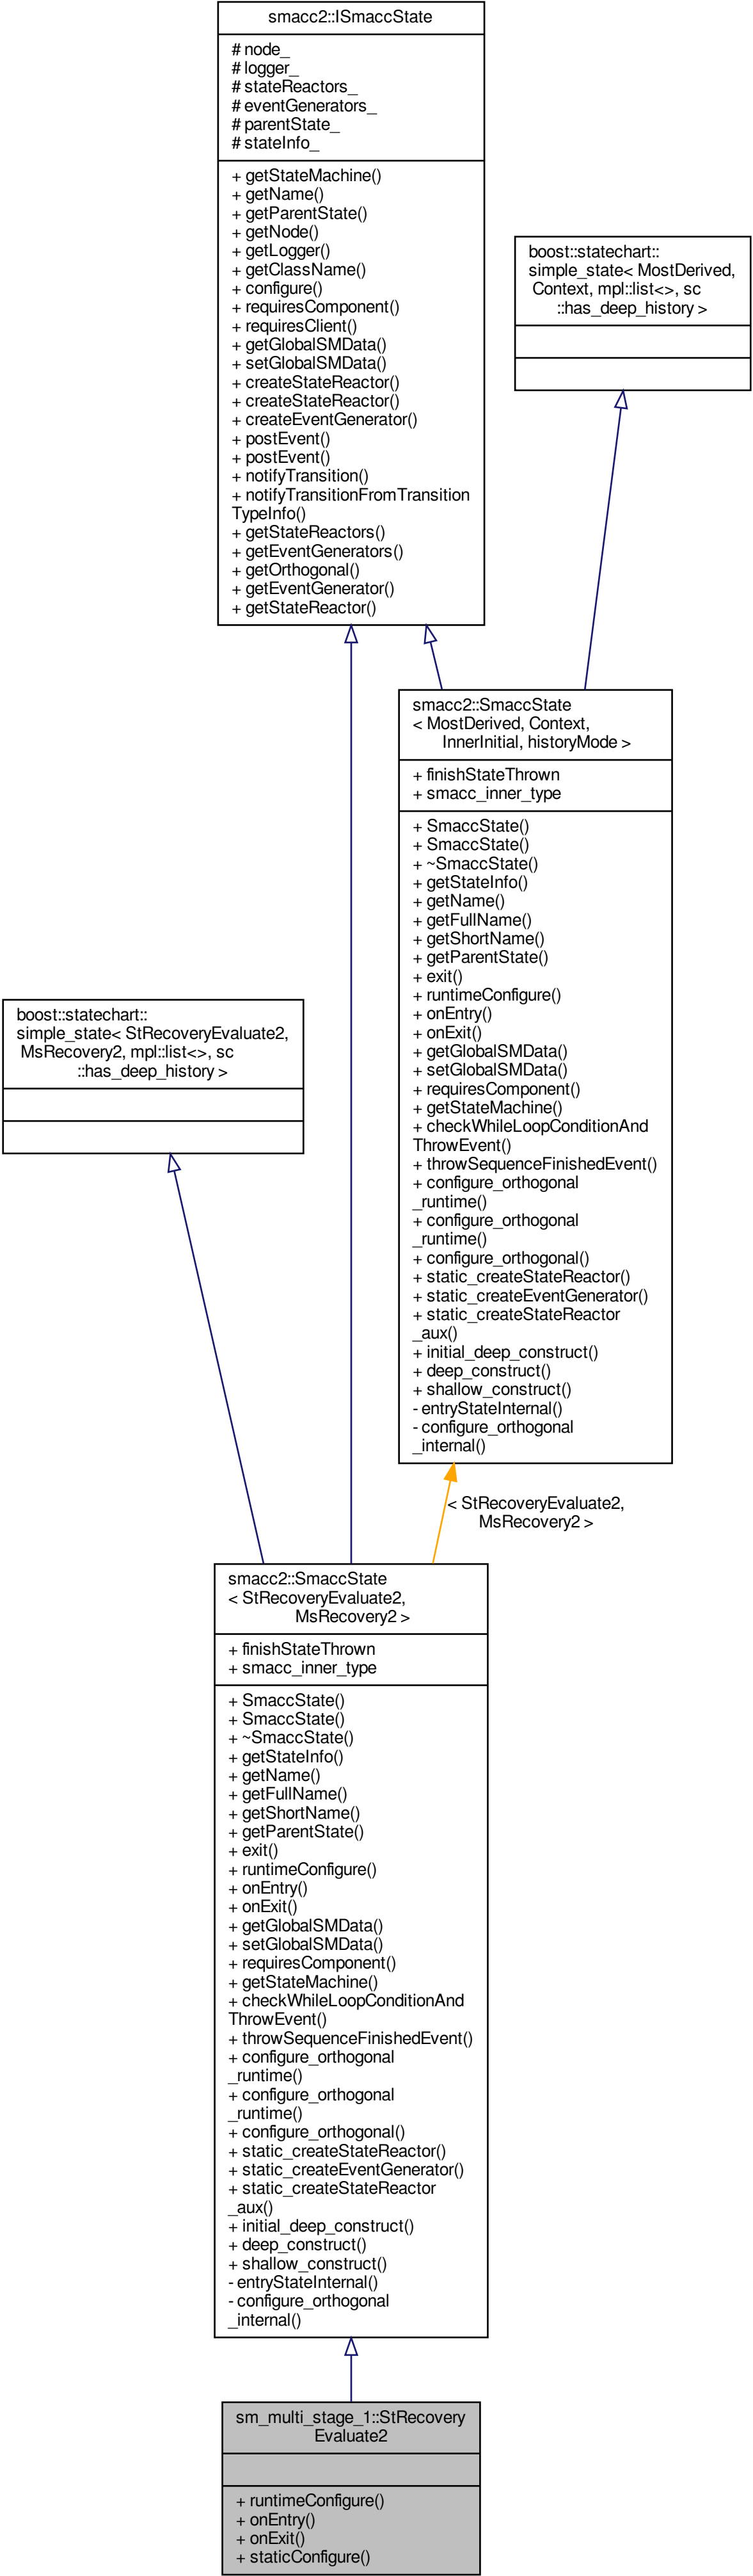 smacc2::ISmaccState
# node_
# logger_
# stateReactors_
# eventGenerators_
# parentState_
# stateInfo_
+ getStateMachine()
+ getName()
+ getParentState()
+ getNode()
+ getLogger()
+ getClassName()
+ configure()
+ requiresComponent()
+ requiresClient()
+ getGlobalSMData()
+ setGlobalSMData()
+ createStateReactor()
+ createStateReactor()
+ createEventGenerator()
+ postEvent()
+ postEvent()
+ notifyTransition()
+ notifyTransitionFromTransition
TypeInfo()
+ getStateReactors()
+ getEventGenerators()
+ getOrthogonal()
+ getEventGenerator()
+ getStateReactor()
boost::statechart::
simple_state< MostDerived,
Context, mpl::list<>, sc
::has_deep_history >
smacc2::SmaccState
< MostDerived, Context,
InnerInitial, historyMode >
+ finishStateThrown
+ smacc_inner_type
+ SmaccState()
+ SmaccState()
+ ~SmaccState()
+ getStateInfo()
+ getName()
+ getFullName()
+ getShortName()
+ getParentState()
+ exit()
+ runtimeConfigure()
+ onEntry()
+ onExit()
+ getGlobalSMData()
+ setGlobalSMData()
+ requiresComponent()
+ getStateMachine()
+ checkWhileLoopConditionAnd
ThrowEvent()
+ throwSequenceFinishedEvent()
+ configure_orthogonal
_runtime()
+ configure_orthogonal
_runtime()
+ configure_orthogonal()
+ static_createStateReactor()
+ static_createEventGenerator()
+ static_createStateReactor
_aux()
+ initial_deep_construct()
+ deep_construct()
+ shallow_construct()
- entryStateInternal()
- configure_orthogonal
_internal()
boost::statechart::
simple_state< StRecoveryEvaluate2,
MsRecovery2, mpl::list<>, sc
::has_deep_history >
< StRecoveryEvaluate2,
MsRecovery2 >
smacc2::SmaccState
< StRecoveryEvaluate2,
MsRecovery2 >
+ finishStateThrown
+ smacc_inner_type
+ SmaccState()
+ SmaccState()
+ ~SmaccState()
+ getStateInfo()
+ getName()
+ getFullName()
+ getShortName()
+ getParentState()
+ exit()
+ runtimeConfigure()
+ onEntry()
+ onExit()
+ getGlobalSMData()
+ setGlobalSMData()
+ requiresComponent()
+ getStateMachine()
+ checkWhileLoopConditionAnd
ThrowEvent()
+ throwSequenceFinishedEvent()
+ configure_orthogonal
_runtime()
+ configure_orthogonal
_runtime()
+ configure_orthogonal()
+ static_createStateReactor()
+ static_createEventGenerator()
+ static_createStateReactor
_aux()
+ initial_deep_construct()
+ deep_construct()
+ shallow_construct()
- entryStateInternal()
- configure_orthogonal
_internal()
sm_multi_stage_1::StRecovery
Evaluate2
+ runtimeConfigure()
+ onEntry()
+ onExit()
+ staticConfigure()